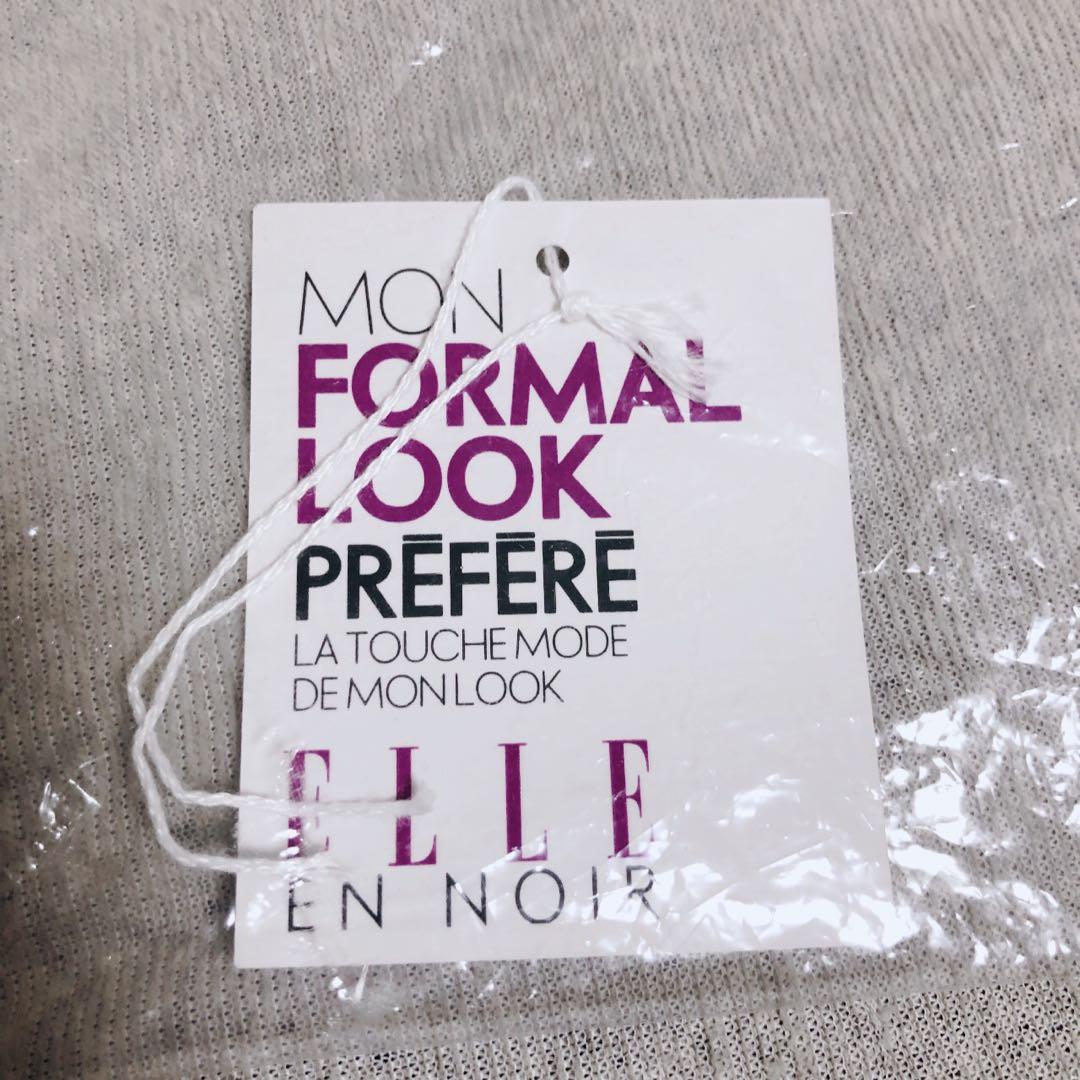 MON
FORMAL
LOOK
PRĒFĒRĒ
LA TOUCHE MODE
DE MON LOOK
ELLE
EN NOIR